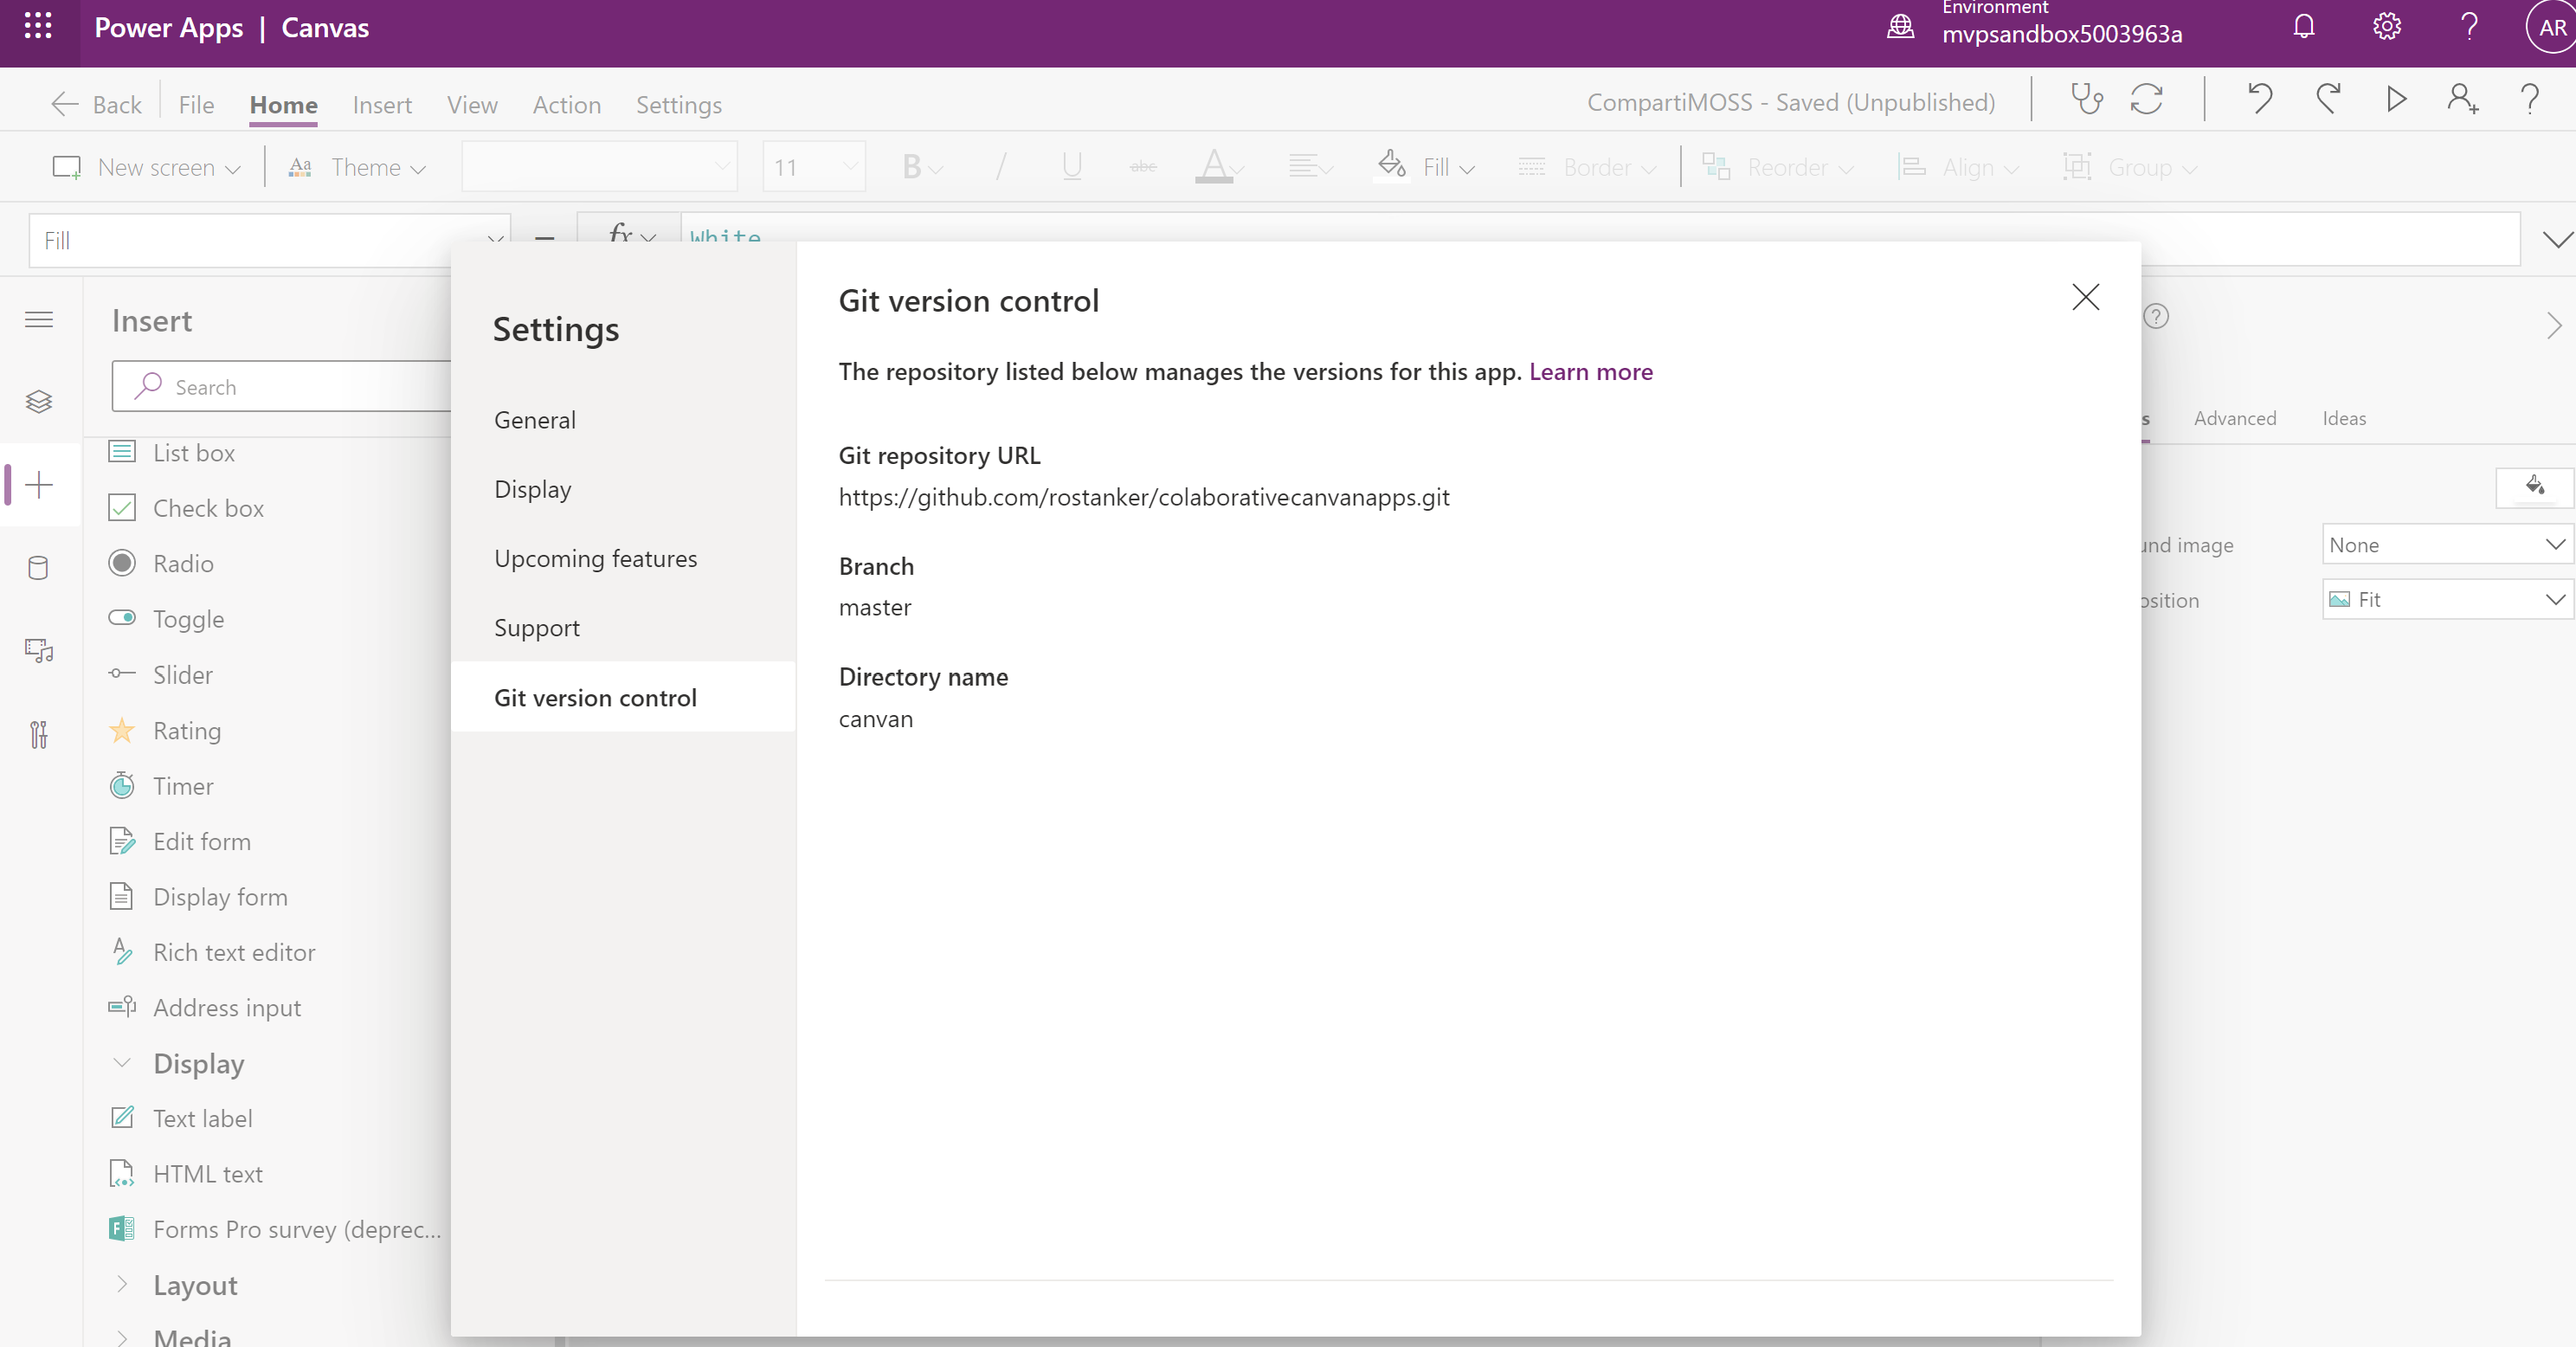 Power Apps | Canvas
Environment
mvpsandbox5003963a
AR
Back File Home Insert View Action Settings
CompartiMOSS - Saved (Unpublished)
New screen Theme 11 B / U abc A Fill Border Reorder Align Group
Fill = fx White
Insert
Search
List box
Check box
Radio
Toggle
Slider
Rating
Timer
Edit form
Display form
Rich text editor
Address input
Display
Text label
HTML text
Forms Pro survey (deprec...
Layout
Media
Settings
General
Display
Upcoming features
Support
Git version control
Git version control
The repository listed below manages the versions for this app. Learn more
Git repository URL
https://github.com/rostanker/colaborativecanvanapps.git
Branch
master
Directory name
canvan
s Advanced Ideas
und image None
osition Fit